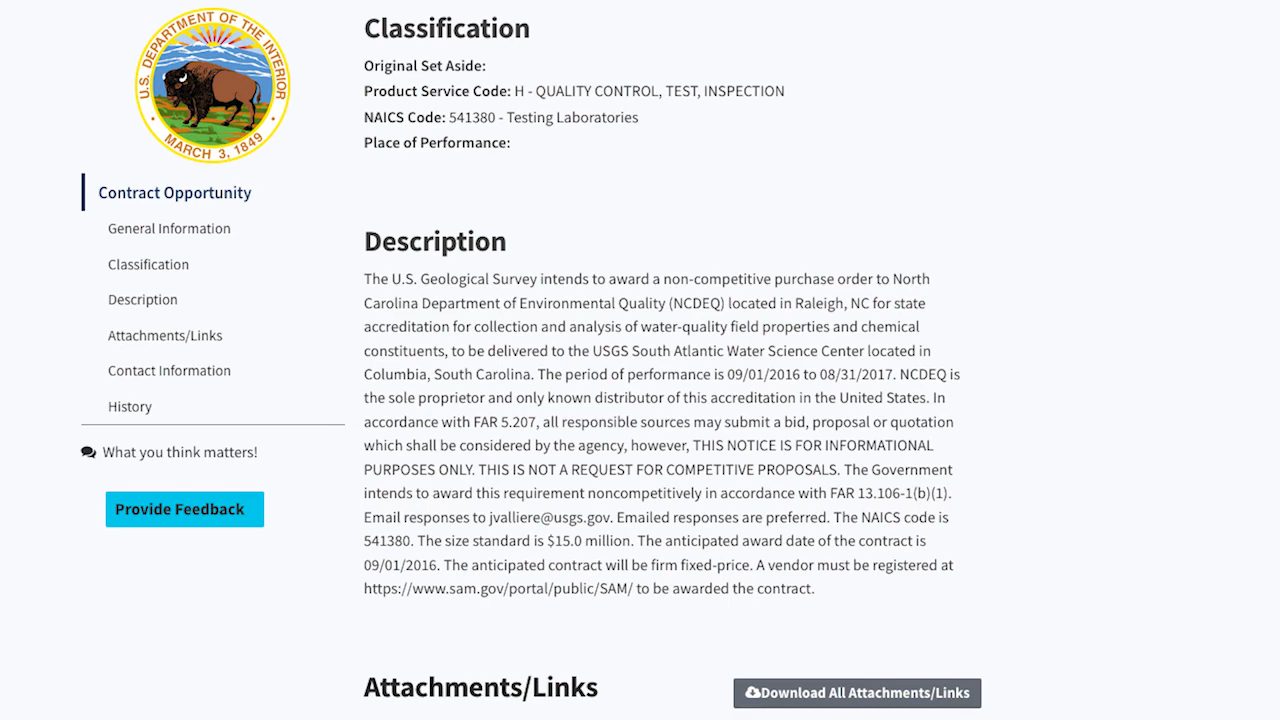 U.S. DEPARTMENT OF THE INTERIOR
MARCH 3, 1849
Contract Opportunity
General Information
Classification
Description
Attachments/Links
Contact Information
History
What you think matters!
Provide Feedback
Classification
Original Set Aside:
Product Service Code: H - QUALITY CONTROL, TEST, INSPECTION
NAICS Code: 541380 - Testing Laboratories
Place of Performance:
Description
The U.S. Geological Survey intends to award a non-competitive purchase order to North
Carolina Department of Environmental Quality (NCDEQ) located in Raleigh, NC for state
accreditation for collection and analysis of water-quality field properties and chemical
constituents, to be delivered to the USGS South Atlantic Water Science Center located in
Columbia, South Carolina. The period of performance is 09/01/2016 to 08/31/2017. NCDEQ is
the sole proprietor and only known distributor of this accreditation in the United States. In
accordance with FAR 5.207, all responsible sources may submit a bid, proposal or quotation
which shall be considered by the agency, however, THIS NOTICE IS FOR INFORMATIONAL
PURPOSES ONLY. THIS IS NOT A REQUEST FOR COMPETITIVE PROPOSALS. The Government
intends to award this requirement noncompetitively in accordance with FAR 13.106-1(b)(1).
Email responses to jvalliere@usgs.gov. Emailed responses are preferred. The NAICS code is
541380. The size standard is $15.0 million. The anticipated award date of the contract is
09/01/2016. The anticipated contract will be firm fixed-price. A vendor must be registered at
https://www.sam.gov/portal/public/SAM/ to be awarded the contract.
Attachments/Links
Download All Attachments/Links